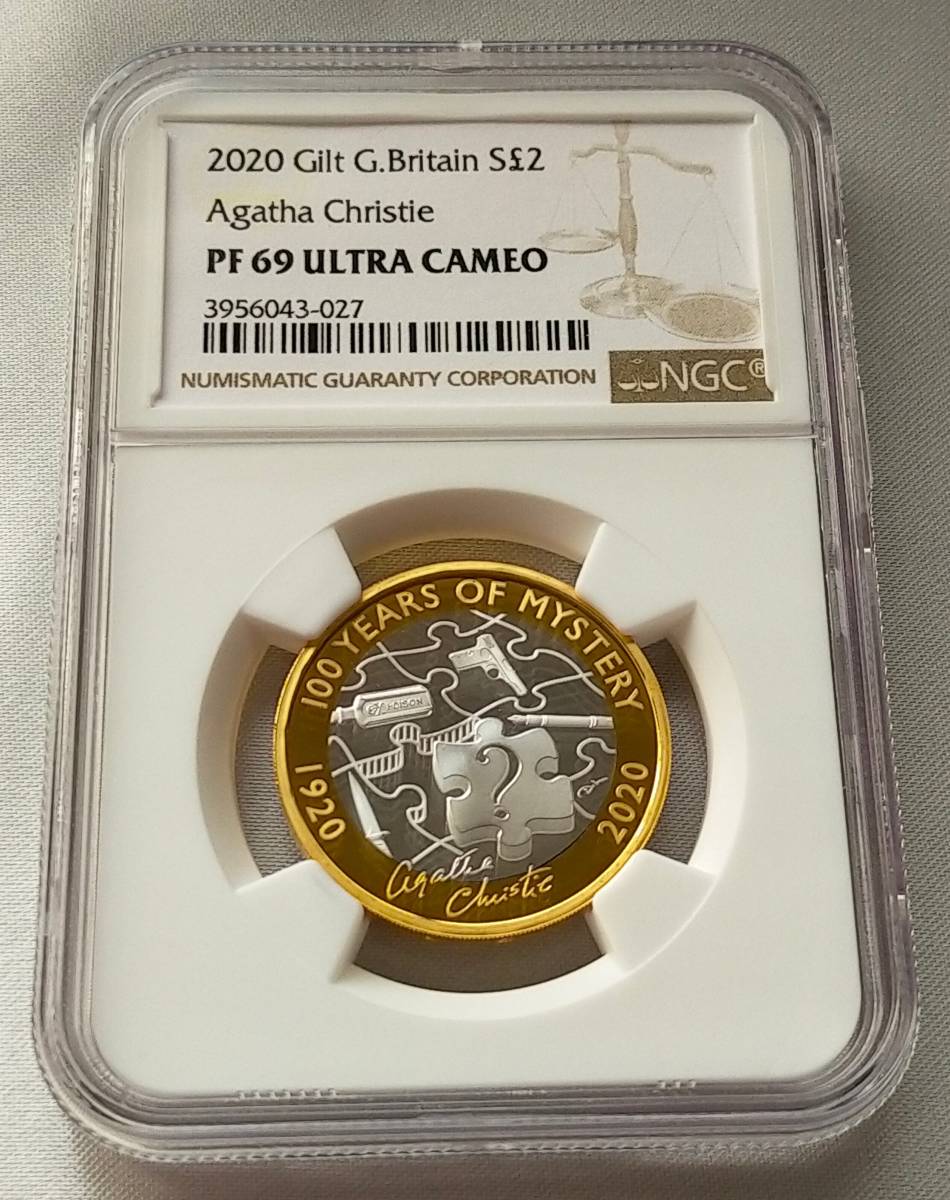 2020 Gilt G.Britain S£2
Agatha Christie
PF 69 ULTRA CAMEO
3956043-027
NUMISMATIC GUARANTY CORPORATION
NGC®
100 YEARS OF MYSTERY
POISON
?
1920
2020
Agatha
Christie